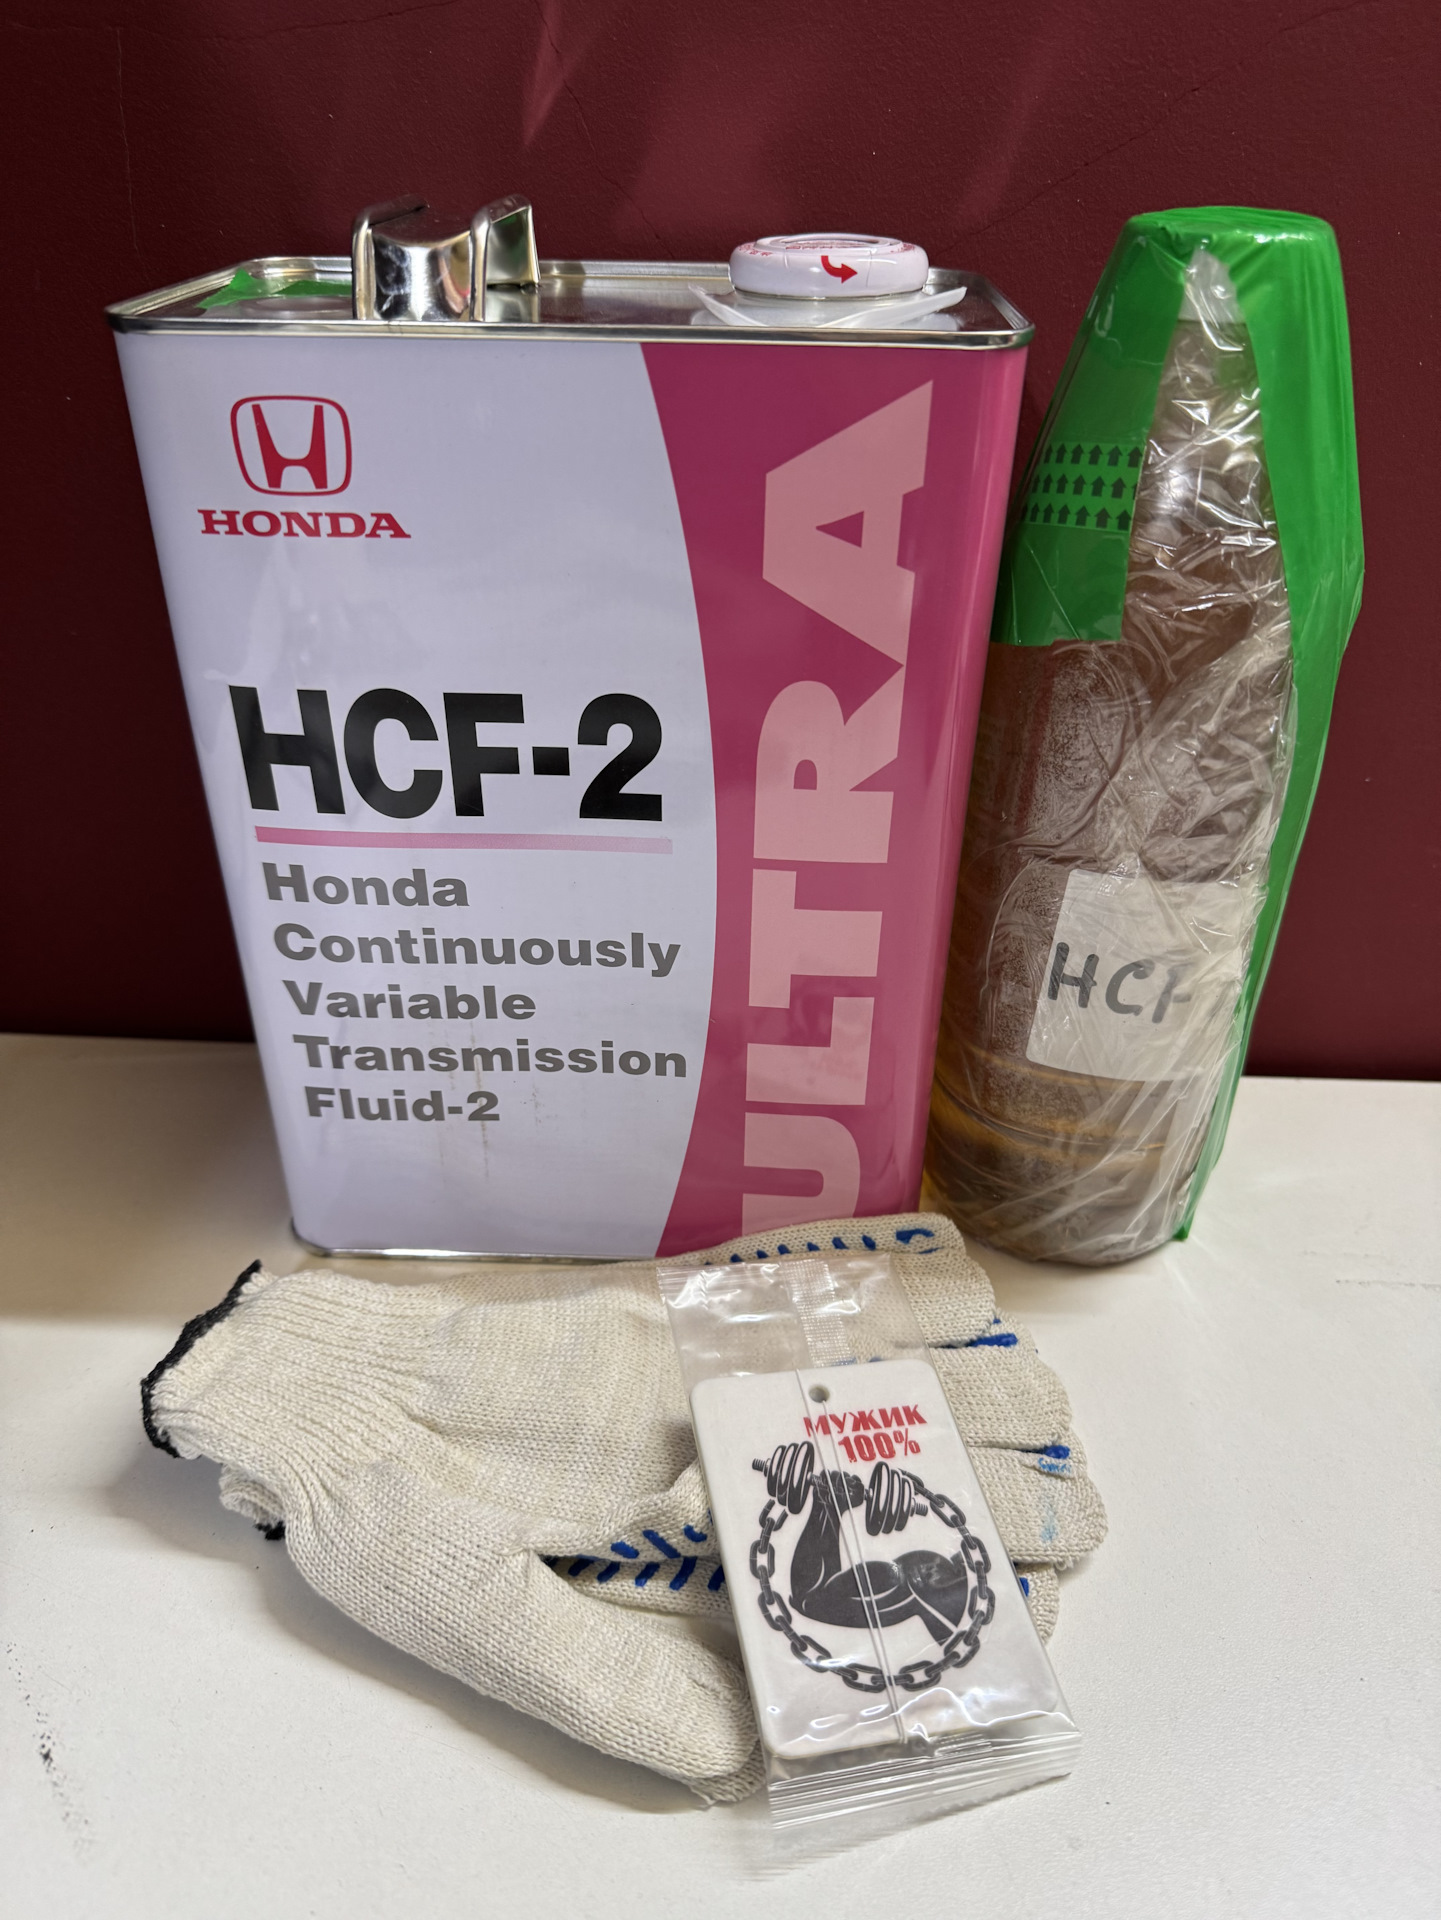 HONDA
HCF-2
Honda
Continuously
Variable
Transmission
Fluid-2
ULTRA
HCF
МУЖИК
100%